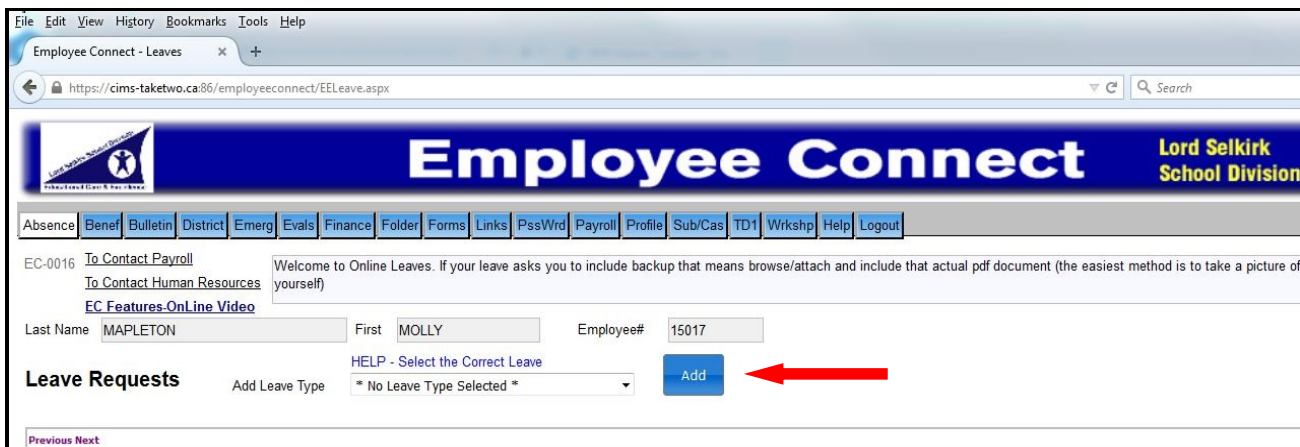 File Edit View History Bookmarks Tools Help
Employee Connect - Leaves × +
https://cims-taketwo.ca:86/employeeconnect/EELeave.aspx Search
Employee Connect
Lord Selkirk
School Division
Absence Benef Bulletin District Emerg Evals Finance Folder Forms Links PssWrd Payroll Profile Sub/Cas TD1 Wrkshp Help Logout
EC-0016 To Contact Payroll
To Contact Human Resources
EC Features-OnLine Video
Welcome to Online Leaves. If your leave asks you to include backup that means browse/attach and include that actual pdf document (the easiest method is to take a picture of
yourself)
Last Name MAPLETON First MOLLY Employee# 15017
HELP - Select the Correct Leave
Leave Requests Add Leave Type * No Leave Type Selected * Add
Previous Next